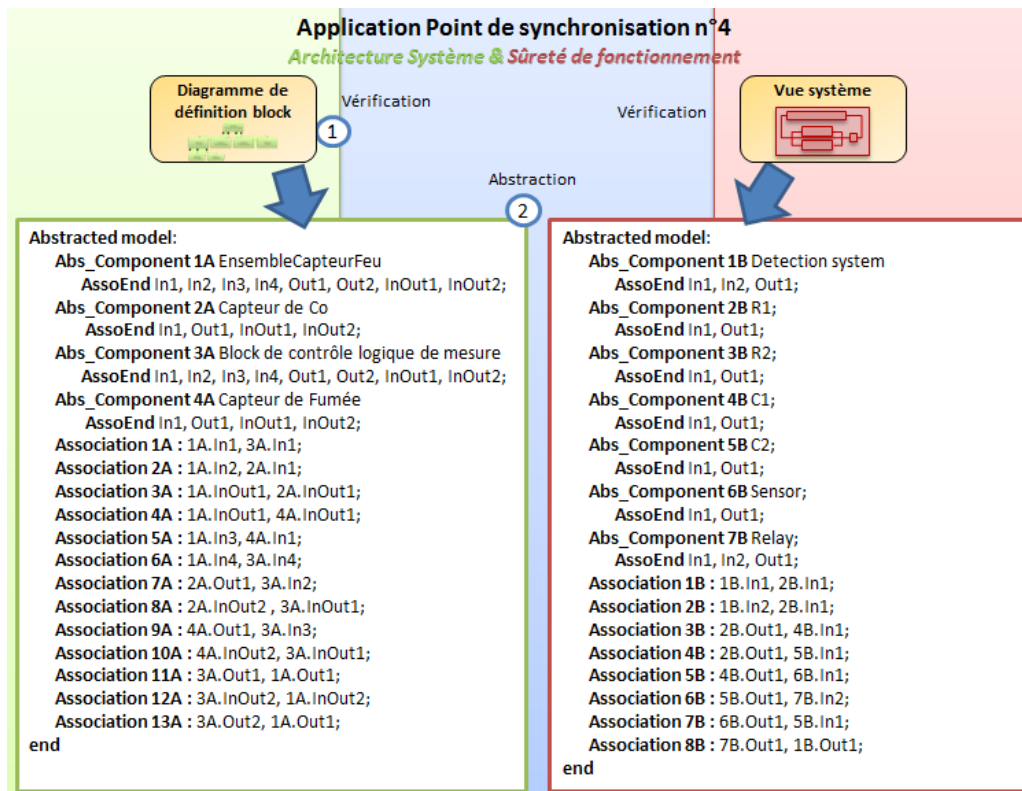 Application Point de synchronisation n°4
Architecture Système & Sûreté de fonctionnement
Diagramme de
définition block
Vérification
1
Vérification
Vue système
Abstraction
2
Abstracted model:
Abs_Component 1A EnsembleCapteurFeu
AssoEnd In1, In2, In3, In4, Out1, Out2, InOut1, InOut2;
Abs_Component 2A Capteur de Co
AssoEnd In1, Out1, InOut1, InOut2;
Abs_Component 3A Block de contrôle logique de mesure
AssoEnd In1, In2, In3, In4, Out1, Out2, InOut1, InOut2;
Abs_Component 4A Capteur de Fumée
AssoEnd In1, Out1, InOut1, InOut2;
Association 1A : 1A.In1, 3A.In1;
Association 2A : 1A.In2, 2A.In1;
Association 3A : 1A.InOut1, 2A.InOut1;
Association 4A : 1A.InOut1, 4A.InOut1;
Association 5A : 1A.In3, 4A.In1;
Association 6A : 1A.In4, 3A.In4;
Association 7A : 2A.Out1, 3A.In2;
Association 8A : 2A.InOut2 , 3A.InOut1;
Association 9A : 4A.Out1, 3A.In3;
Association 10A : 4A.InOut2, 3A.InOut1;
Association 11A : 3A.Out1, 1A.Out1;
Association 12A : 3A.InOut2, 1A.InOut2;
Association 13A : 3A.Out2, 1A.Out1;
end
Abstracted model:
Abs_Component 1B Detection system
AssoEnd In1, In2, Out1;
Abs_Component 2B R1;
AssoEnd In1, Out1;
Abs_Component 3B R2;
AssoEnd In1, Out1;
Abs_Component 4B C1;
AssoEnd In1, Out1;
Abs_Component 5B C2;
AssoEnd In1, Out1;
Abs_Component 6B Sensor;
AssoEnd In1, Out1;
Abs_Component 7B Relay;
AssoEnd In1, In2, Out1;
Association 1B : 1B.In1, 2B.In1;
Association 2B : 1B.In2, 2B.In1;
Association 3B : 2B.Out1, 4B.In1;
Association 4B : 2B.Out1, 5B.In1;
Association 5B : 4B.Out1, 6B.In1;
Association 6B : 5B.Out1, 7B.In2;
Association 7B : 6B.Out1, 5B.In1;
Association 8B : 7B.Out1, 1B.Out1;
end